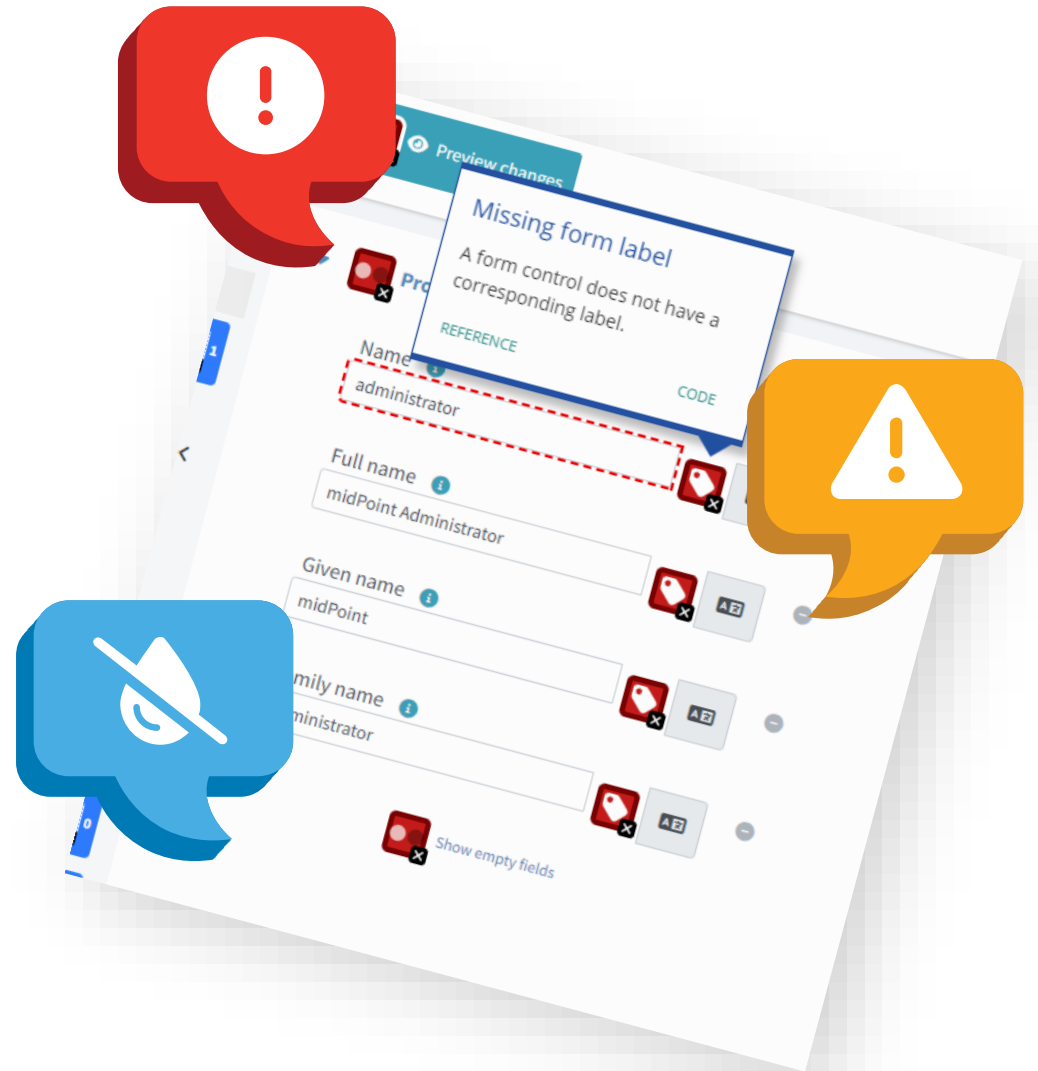 Preview changes
Missing form label
A form control does not have a
corresponding label.
REFERENCE
CODE
1
Name
administrator
Full name
midPoint Administrator
Given name
midPoint
mily name
ministrator
0
Show empty fields